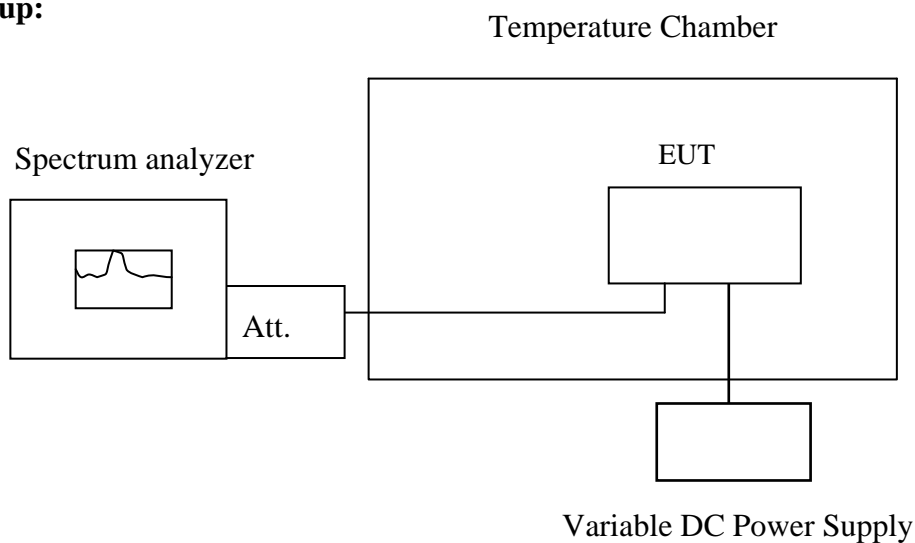 up:
Temperature Chamber
Spectrum analyzer
EUT
Att.
Variable DC Power Supply